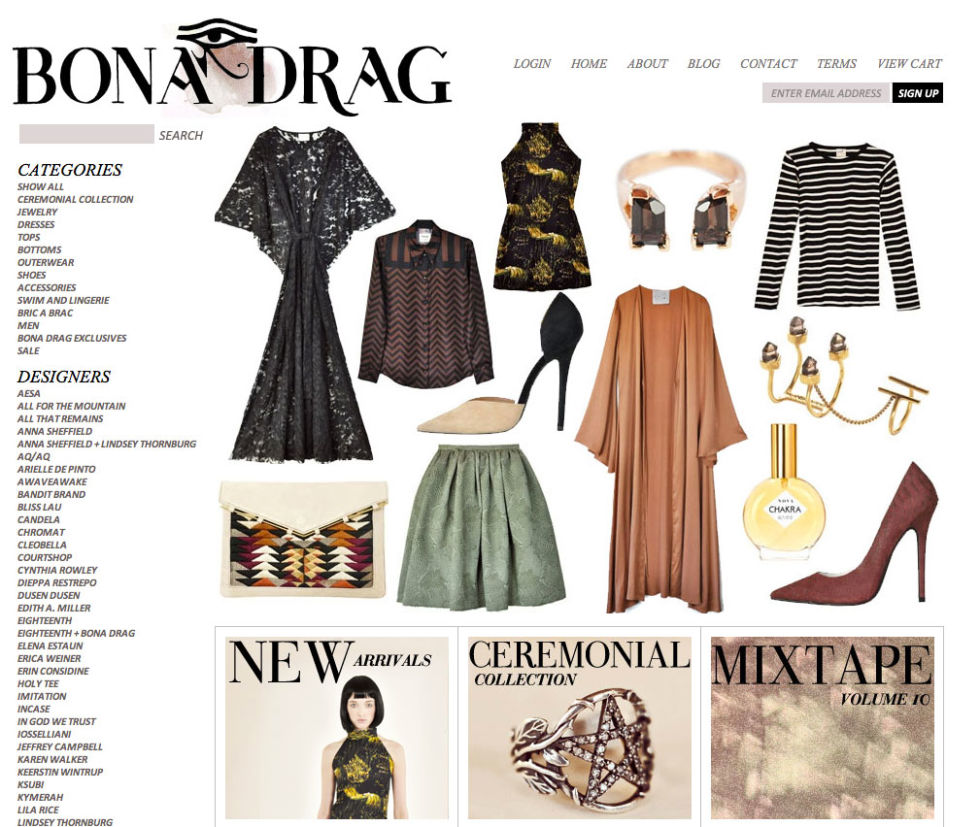 BONA DRAG
LOGIN HOME ABOUT BLOG CONTACT TERMS VIEW CART
ENTER EMAIL ADDRESS SIGN UP
SEARCH
CATEGORIES
SHOW ALL
CEREMONIAL COLLECTION
JEWELRY
DRESSES
TOPS
BOTTOMS
OUTERWEAR
SHOES
ACCESSORIES
SWIM AND LINGERIE
BRIC A BRAC
MEN
BONA DRAG EXCLUSIVES
SALE
DESIGNERS
AESA
ALL FOR THE MOUNTAIN
ALL THAT REMAINS
ANNA SHEFFIELD
ANNA SHEFFIELD + LINDSEY THORNBURG
AQ/AQ
ARIELLE DE PINTO
AWAVEAWAKE
BANDIT BRAND
BLISS LAU
CANDELA
CHROMAT
CLEOBELLA
COURTSHOP
CYNTHIA ROWLEY
DIEPPA RESTREPO
DUSEN DUSEN
EDITH A. MILLER
EIGHTEENTH
EIGHTEENTH + BONA DRAG
ELENA ESTAUN
ERICA WEINER
ERIN CONSIDINE
HOLY TEE
IMITATION
INCASE
IN GOD WE TRUST
IOSSELLIANI
JEFFREY CAMPBELL
KAREN WALKER
KEERSTIN WINTRUP
KSUBI
KYMERAH
LILA RICE
LINDSEY THORNBURG
NOVA
CHAKRA
NEW ARRIVALS
CEREMONIAL
COLLECTION
MIXTAPE
VOLUME 10